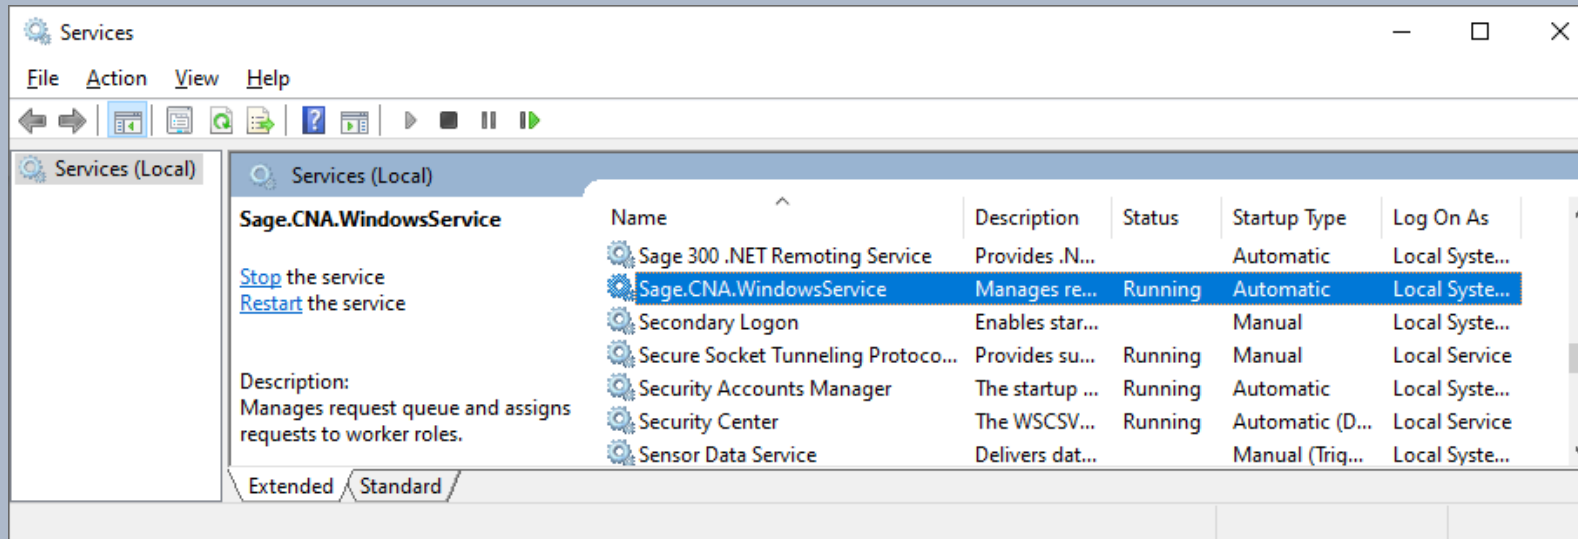 Services
File Action View Help
Services (Local)
Services (Local)
Sage.CNA.WindowsService
Stop the service
Restart the service
Description:
Manages request queue and assigns
requests to worker roles.
Name Description Status Startup Type Log On As
Sage 300 .NET Remoting Service Provides .N... Automatic Local Syste...
Sage.CNA.WindowsService Manages re... Running Automatic Local Syste...
Secondary Logon Enables star... Manual Local Syste...
Secure Socket Tunneling Protoco... Provides su... Running Manual Local Service
Security Accounts Manager The startup ... Running Automatic Local Syste...
Security Center The WSCSV... Running Automatic (D... Local Service
Sensor Data Service Delivers dat... Manual (Trig... Local Syste...
Extended Standard